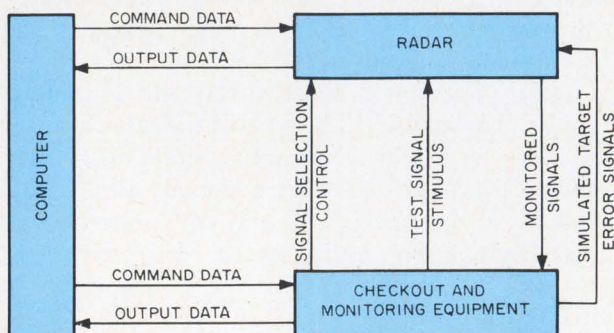 COMMAND DATA
OUTPUT DATA
RADAR
COMPUTER
SIGNAL SELECTION
CONTROL
TEST SIGNAL
STIMULUS
MONITORED
SIGNALS
SIMULATED TARGET
ERROR SIGNALS
COMMAND DATA
OUTPUT DATA
CHECKOUT AND
MONITORING EQUIPMENT